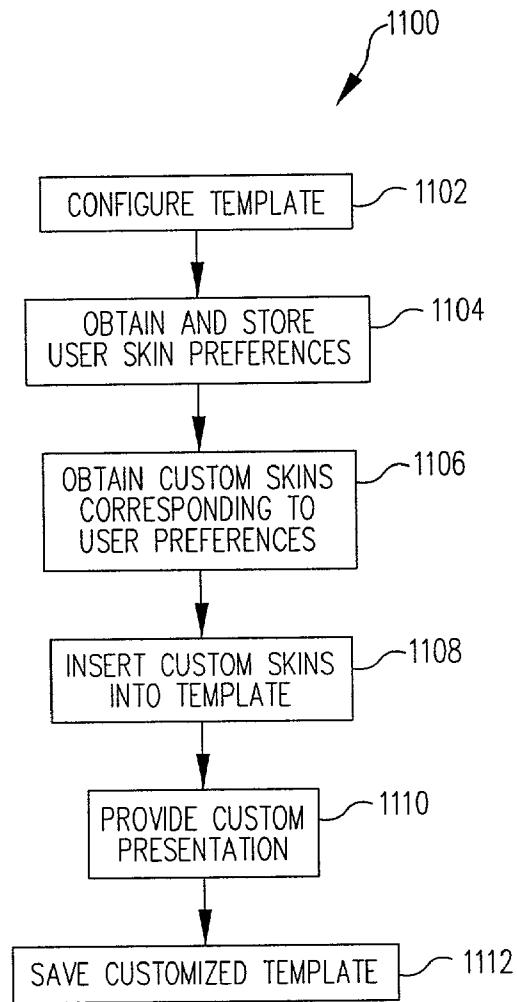 1100
CONFIGURE TEMPLATE
1102
OBTAIN AND STORE
USER SKIN PREFERENCES
1104
OBTAIN CUSTOM SKINS
CORRESPONDING TO
USER PREFERENCES
1106
INSERT CUSTOM SKINS
INTO TEMPLATE
1108
PROVIDE CUSTOM
PRESENTATION
1110
SAVE CUSTOMIZED TEMPLATE
1112